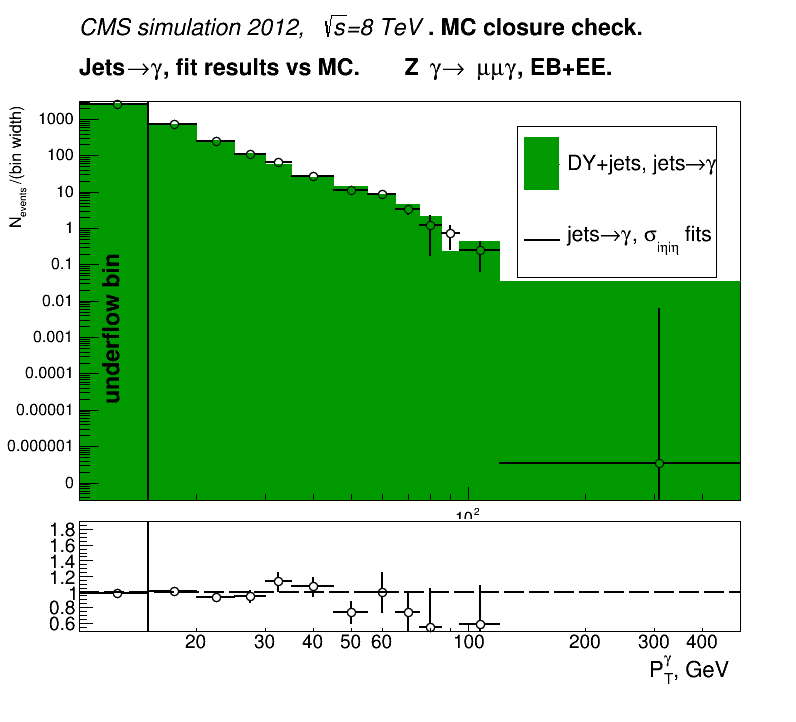 CMS simulation 2012, √s=8 TeV . MC closure check.
Jets→γ, fit results vs MC. Z γ→ μμγ, EB+EE.
N_events /(bin width)
1000
100
10
1
0.1
0.01
0.001
0.0001
0.00001
0.000001
0
underflow bin
DY+jets, jets→γ
jets→γ, σ_iηiη fits
10²
1.8
1.6
1.4
1.2
1
0.8
0.6
20 30 40 50 60 100 200 300 400
P_T^γ, GeV